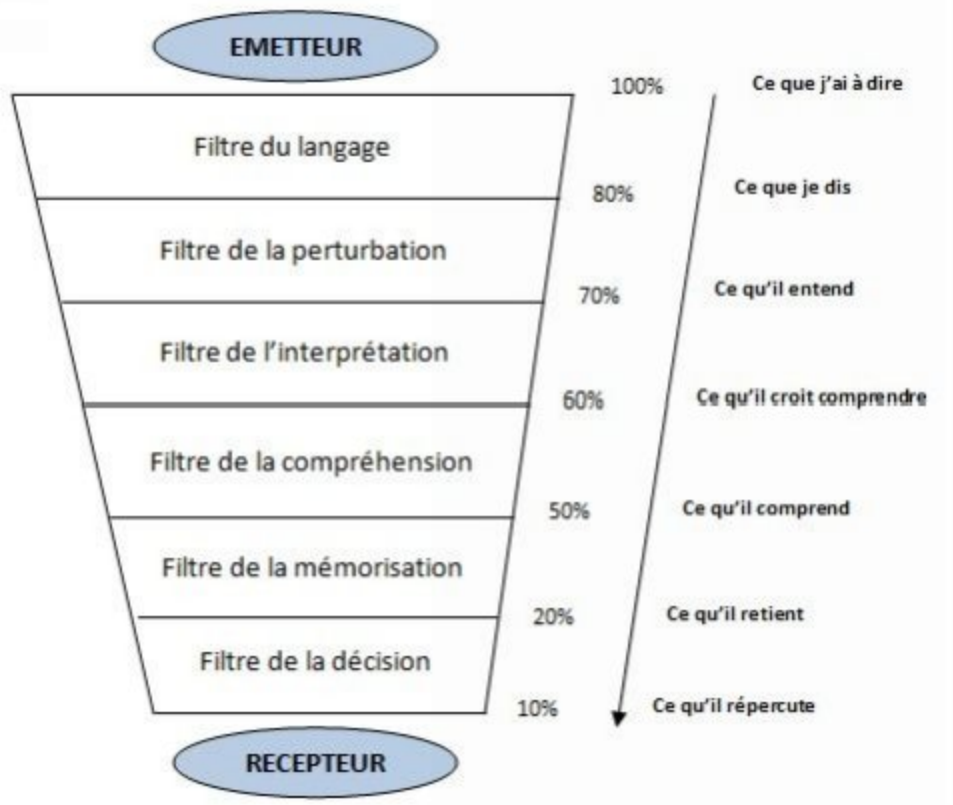 EMETTEUR
100% Ce que j'ai à dire
Filtre du langage
80% Ce que je dis
Filtre de la perturbation
70% Ce qu'il entend
Filtre de l'interprétation
60% Ce qu'il croit comprendre
Filtre de la compréhension
50% Ce qu'il comprend
Filtre de la mémorisation
20% Ce qu'il retient
Filtre de la décision
10% Ce qu'il répercute
RECEPTEUR